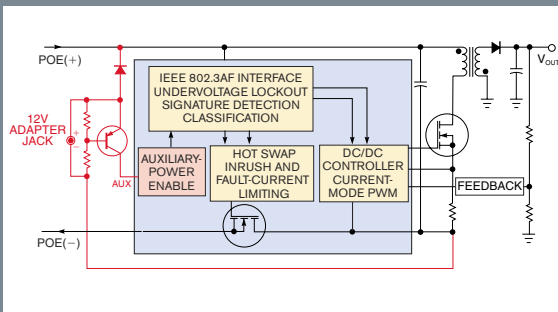 POE(+)
VOUT
12V
ADAPTER
JACK
+
−
AUX
IEEE 802.3AF INTERFACE
UNDERVOLTAGE LOCKOUT
SIGNATURE DETECTION
CLASSIFICATION
AUXILIARY-
POWER
ENABLE
HOT SWAP
INRUSH AND
FAULT-CURRENT
LIMITING
DC/DC
CONTROLLER
CURRENT-
MODE PWM
FEEDBACK
POE(−)